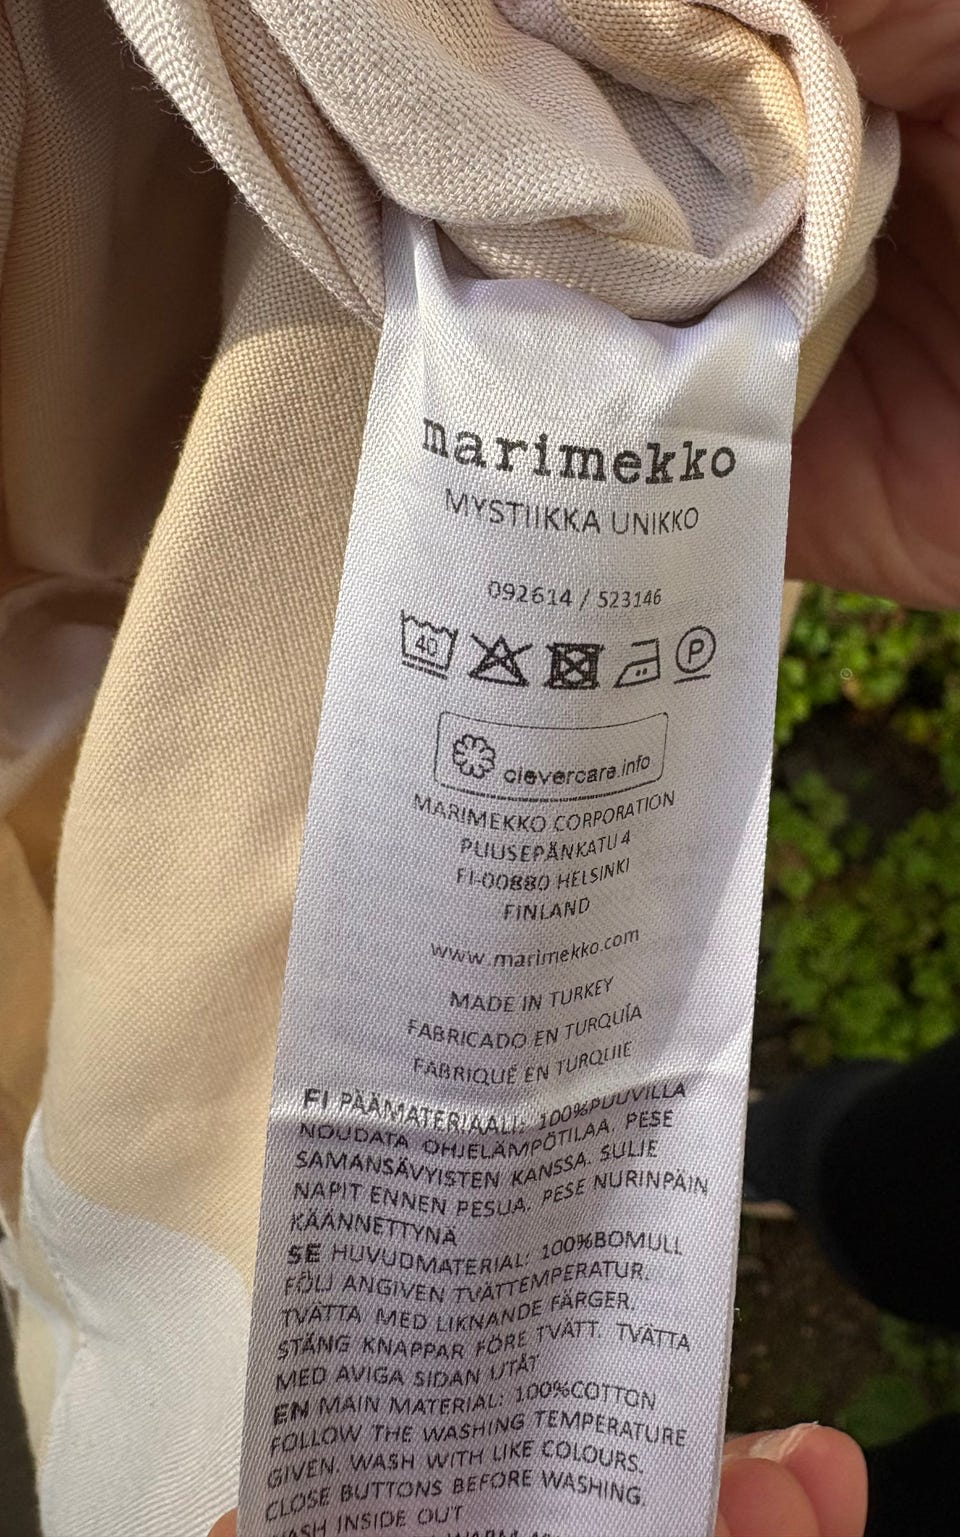 marimekko
MYSTIIKKA UNIKKO
092614 / 523146
40
P
clevercare.info
MARIMEKKO CORPORATION
PUUSEPÄNKATU 4
FI-00880 HELSINKI
FINLAND
www.marimekko.com
MADE IN TURKEY
FABRICADO EN TURQUÍA
FABRIQUÉ EN TURQUIE
FI PÄÄMATERIAALI: 100%PUUVILLA
NOUDATA OHJELÄMPÖTILAA. PESE
SAMANSÄVYISTEN KANSSA. SULJE
NAPIT ENNEN PESUA. PESE NURINPÄIN
KÄÄNNETTYNÄ
SE HUVUDMATERIAL: 100%BOMULL
FÖLJ ANGIVEN TVÄTTEMPERATUR.
TVÄTTA MED LIKNANDE FÄRGER.
STÄNG KNAPPAR FÖRE TVÄTT. TVÄTTA
MED AVIGA SIDAN UTÅT
EN MAIN MATERIAL: 100%COTTON
FOLLOW THE WASHING TEMPERATURE
GIVEN. WASH WITH LIKE COLOURS.
CLOSE BUTTONS BEFORE WASHING.
WASH INSIDE OUT